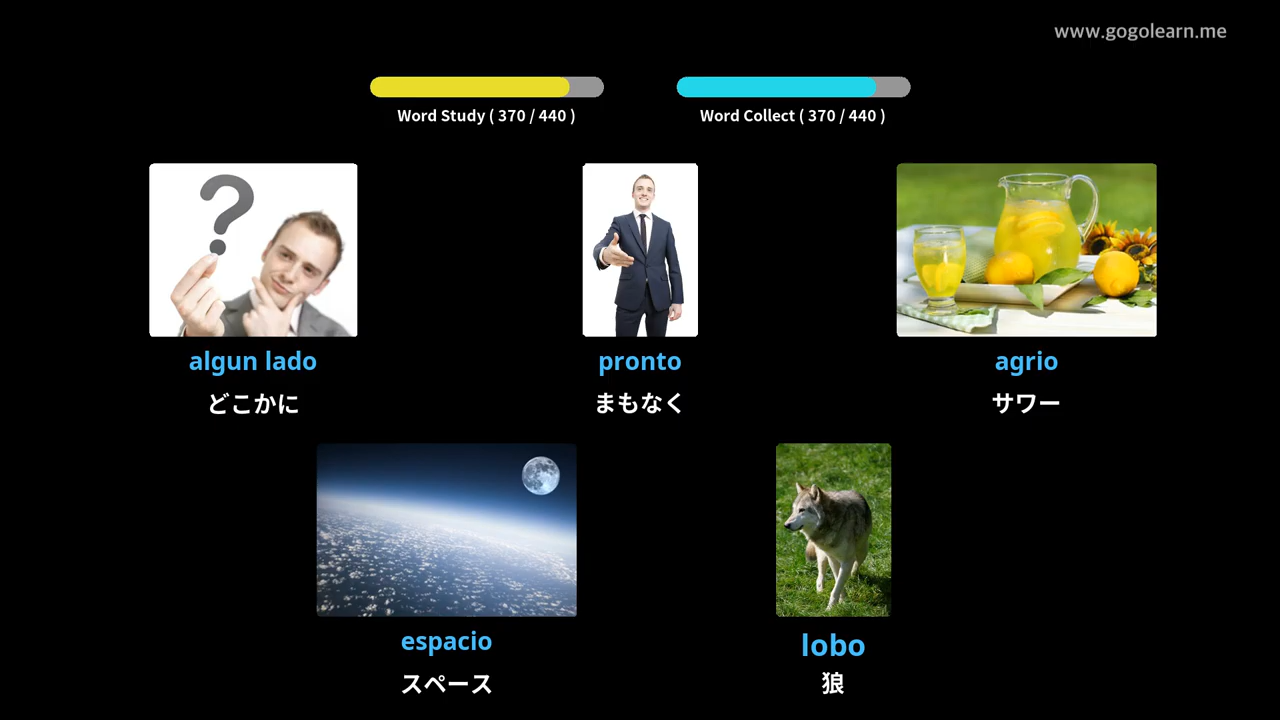 www.gogolearn.me
Word Study ( 370 / 440 )
Word Collect ( 370 / 440 )
?
algun lado
どこかに
pronto
まもなく
agrio
サワー
espacio
スペース
lobo
狼